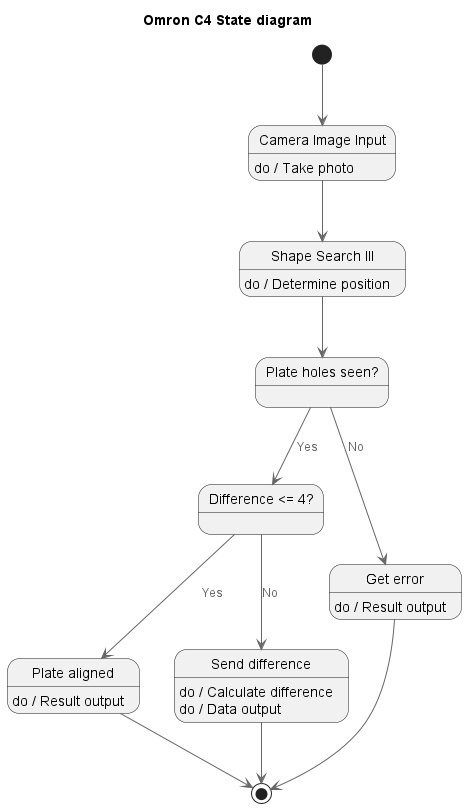 Omron C4 State diagram
Camera Image Input
do / Take photo
Shape Search III
do / Determine position
Plate holes seen?
Yes
No
Difference <= 4?
Get error
do / Result output
Yes
No
Plate aligned
do / Result output
Send difference
do / Calculate difference
do / Data output